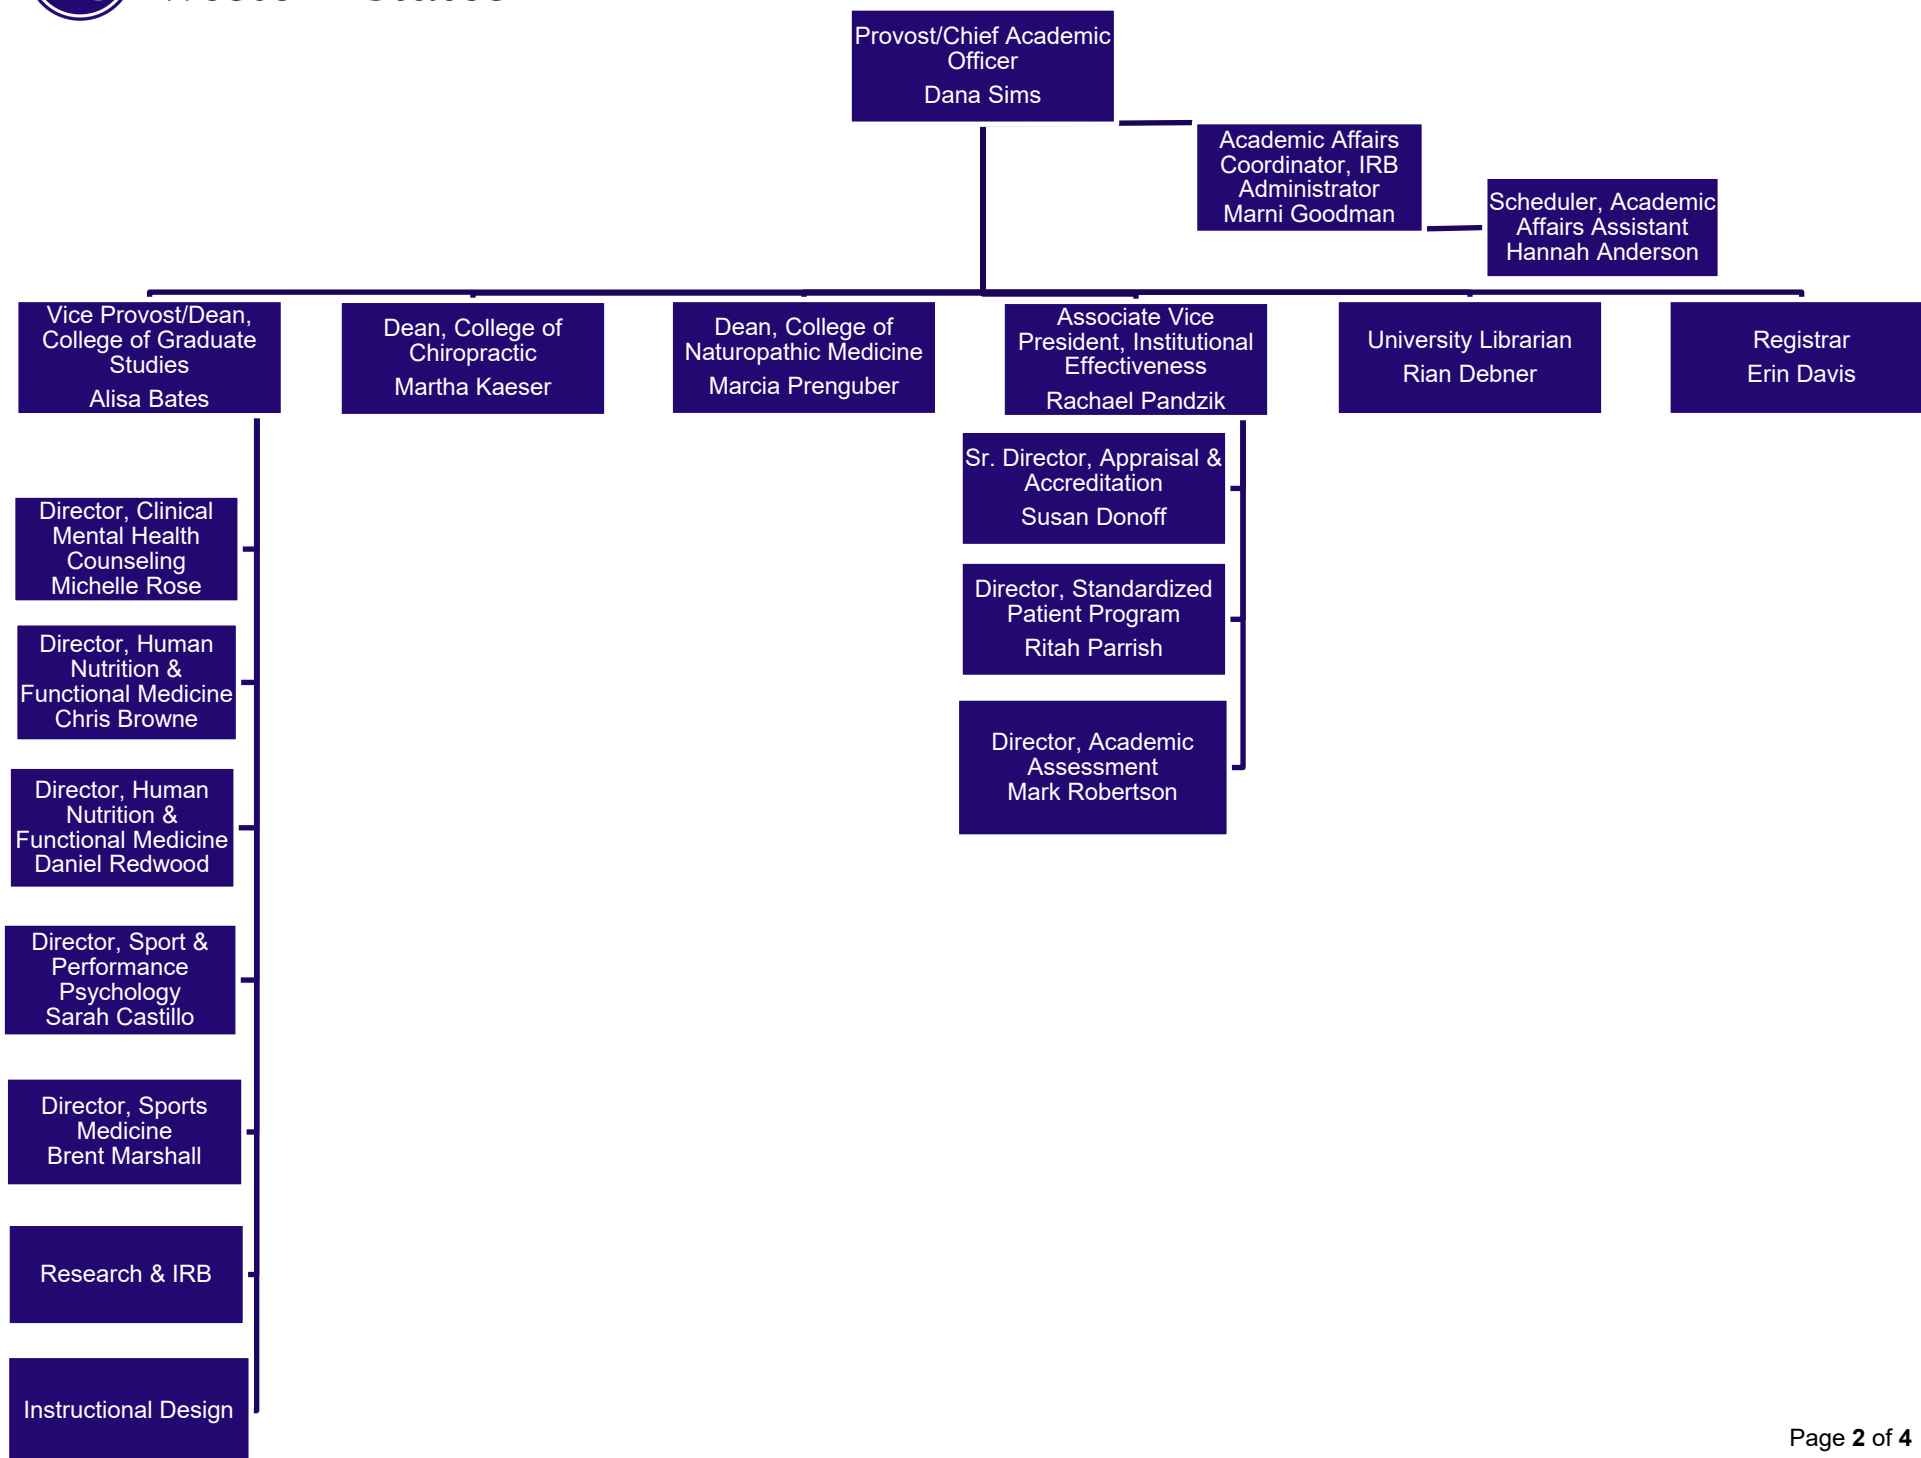 Western States
Provost/Chief Academic
Officer
Dana Sims
Academic Affairs
Coordinator, IRB
Administrator
Marni Goodman
Scheduler, Academic
Affairs Assistant
Hannah Anderson
Vice Provost/Dean,
College of Graduate
Studies
Alisa Bates
Dean, College of
Chiropractic
Martha Kaeser
Dean, College of
Naturopathic Medicine
Marcia Prenguber
Associate Vice
President, Institutional
Effectiveness
Rachael Pandzik
University Librarian
Rian Debner
Registrar
Erin Davis
Director, Clinical
Mental Health
Counseling
Michelle Rose
Director, Human
Nutrition &
Functional Medicine
Chris Browne
Director, Human
Nutrition &
Functional Medicine
Daniel Redwood
Director, Sport &
Performance
Psychology
Sarah Castillo
Director, Sports
Medicine
Brent Marshall
Research & IRB
Instructional Design
Sr. Director, Appraisal &
Accreditation
Susan Donoff
Director, Standardized
Patient Program
Ritah Parrish
Director, Academic
Assessment
Mark Robertson
Page 2 of 4